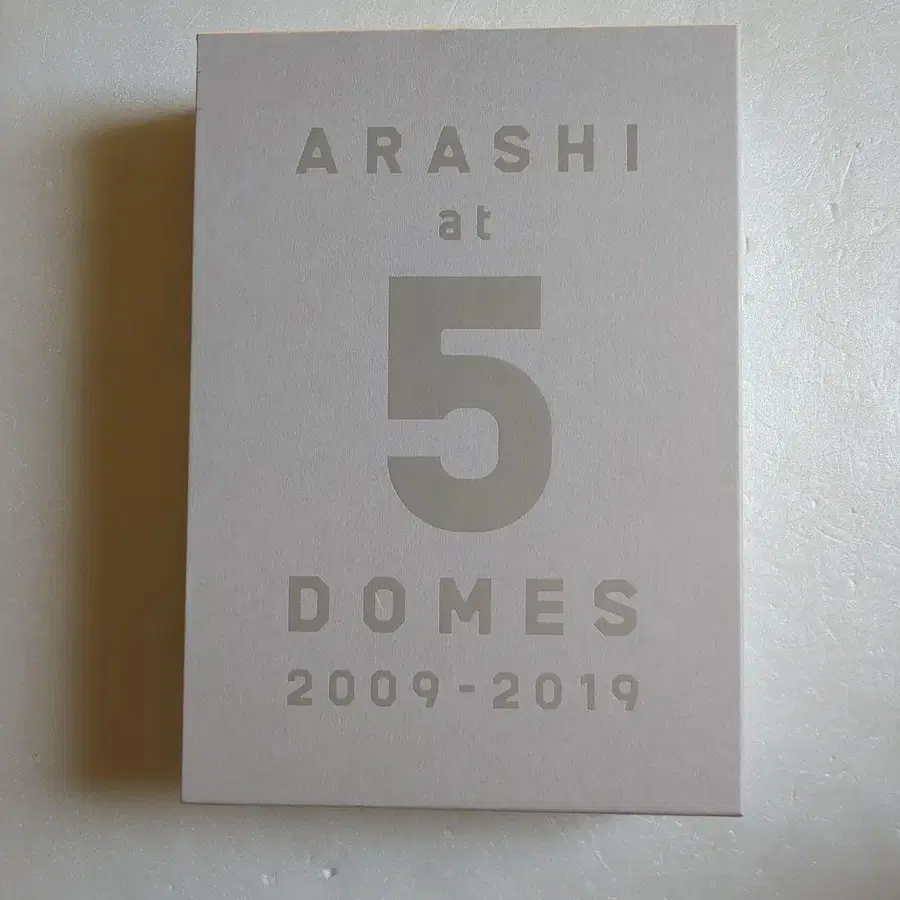 ARASHI
at
5
DOMES
2009-2019